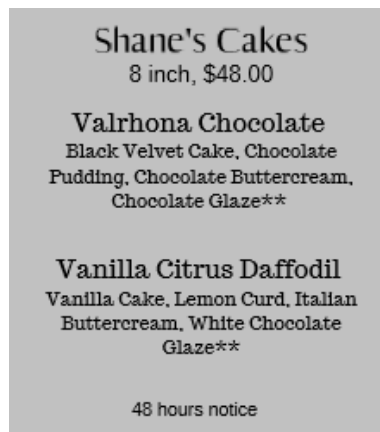 Shane's Cakes
8 inch, $48.00
Valrhona Chocolate
Black Velvet Cake, Chocolate
Pudding, Chocolate Buttercream,
Chocolate Glaze**
Vanilla Citrus Daffodil
Vanilla Cake, Lemon Curd, Italian
Buttercream, White Chocolate
Glaze**
48 hours notice